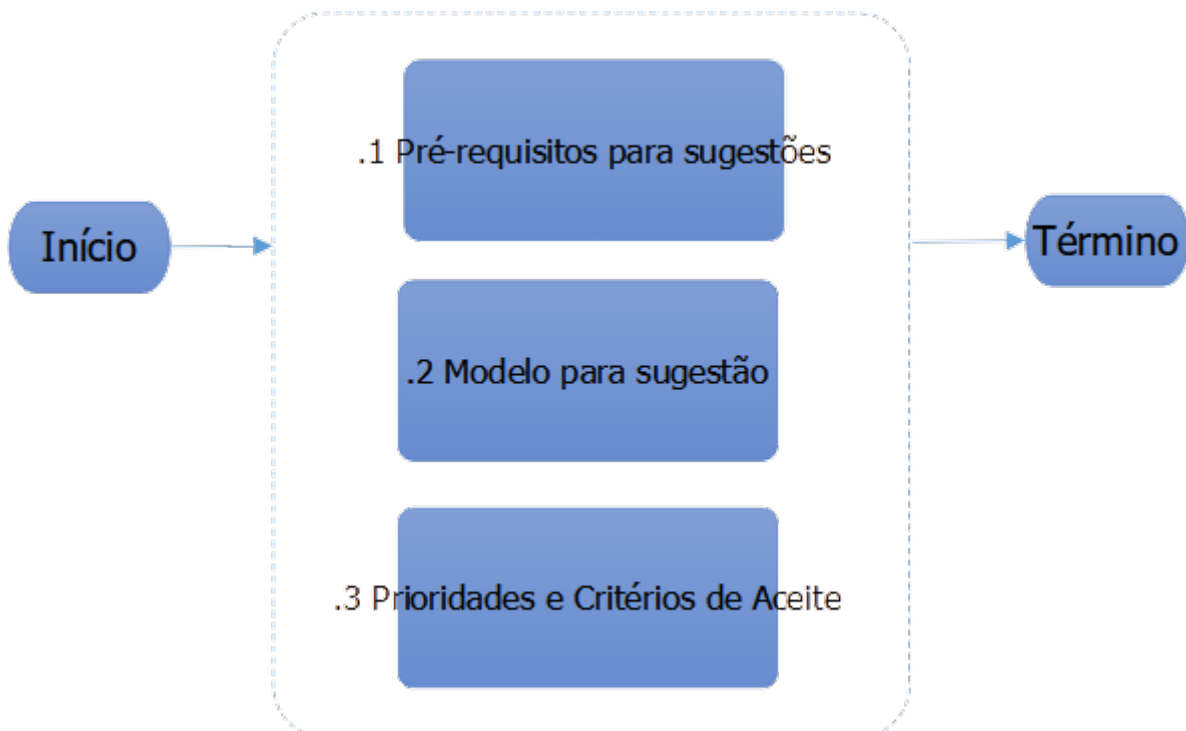 .1 Pré-requisitos para sugestões
Início
Término
.2 Modelo para sugestão
.3 Prioridades e Critérios de Aceite